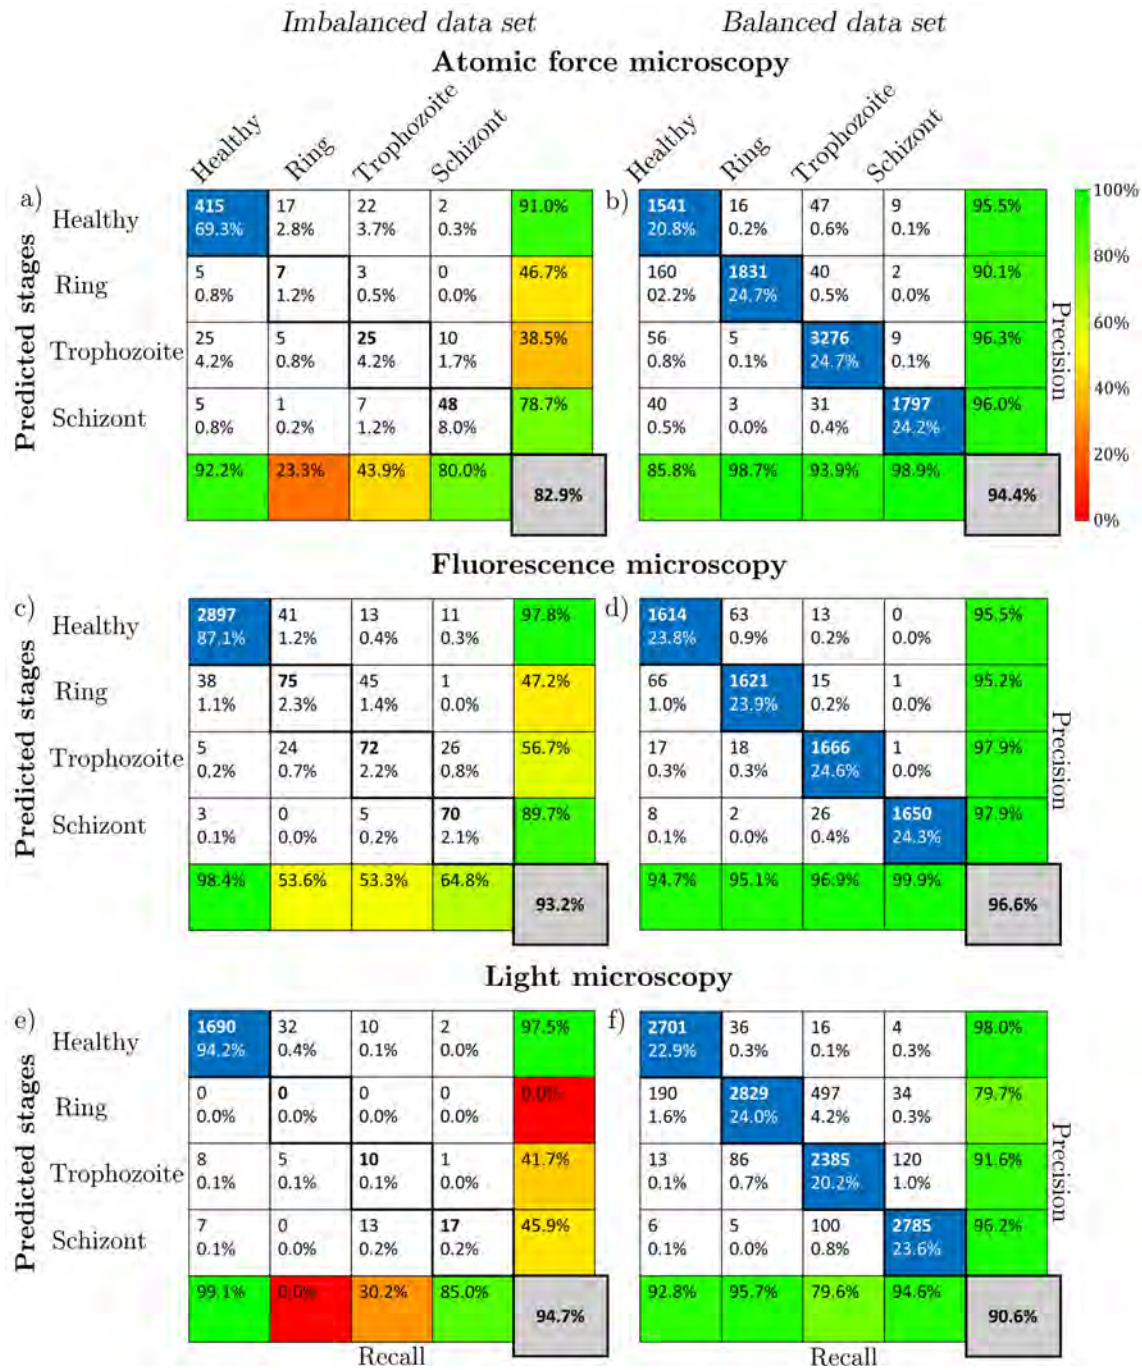 Imbalanced data set Balanced data set
Atomic force microscopy
Healthy Ring Trophozoite Schizont Healthy Ring Trophozoite Schizont
a) b)
Predicted stages
Healthy 415 17 22 2 91.0% 1541 16 47 9 95.5% 100%
69.3% 2.8% 3.7% 0.3% 20.8% 0.2% 0.6% 0.1%
80%
Ring 5 7 3 0 46.7% 160 1831 40 2 90.1%
0.8% 1.2% 0.5% 0.0% 02.2% 24.7% 0.5% 0.0%
60%
Trophozoite 25 5 25 10 38.5% 56 5 3276 9 96.3%
4.2% 0.8% 4.2% 1.7% 0.8% 0.1% 24.7% 0.1%
Precision
40%
Schizont 5 1 7 48 78.7% 40 3 31 1797 96.0%
0.8% 0.2% 1.2% 8.0% 0.5% 0.0% 0.4% 24.2%
20%
92.2% 23.3% 43.9% 80.0% 82.9% 85.8% 98.7% 93.9% 98.9% 94.4%
0%
Fluorescence microscopy
c) d)
Predicted stages
Healthy 2897 41 13 11 97.8% 1614 63 13 0 95.5%
87.1% 1.2% 0.4% 0.3% 23.8% 0.9% 0.2% 0.0%
Ring 38 75 45 1 47.2% 66 1621 15 1 95.2%
1.1% 2.3% 1.4% 0.0% 1.0% 23.9% 0.2% 0.0%
Trophozoite 5 24 72 26 56.7% 17 18 1666 1 97.9%
0.2% 0.7% 2.2% 0.8% 0.3% 0.3% 24.6% 0.0%
Precision
Schizont 3 0 5 70 89.7% 8 2 26 1650 97.9%
0.1% 0.0% 0.2% 2.1% 0.1% 0.0% 0.4% 24.3%
98.4% 53.6% 53.3% 64.8% 93.2% 94.7% 95.1% 96.9% 99.9% 96.6%
Light microscopy
e) f)
Predicted stages
Healthy 1690 32 10 2 97.5% 2701 36 16 4 98.0%
94.2% 0.4% 0.1% 0.0% 22.9% 0.3% 0.1% 0.3%
Ring 0 0 0 0 0.0% 190 2829 497 34 79.7%
0.0% 0.0% 0.0% 0.0% 1.6% 24.0% 4.2% 0.3%
Trophozoite 8 5 10 1 41.7% 13 86 2385 120 91.6%
0.1% 0.1% 0.1% 0.0% 0.1% 0.7% 20.2% 1.0%
Precision
Schizont 7 0 13 17 45.9% 6 5 100 2785 96.2%
0.1% 0.0% 0.2% 0.2% 0.1% 0.0% 0.8% 23.6%
99.1% 0.0% 30.2% 85.0% 94.7% 92.8% 95.7% 79.6% 94.6% 90.6%
Recall Recall